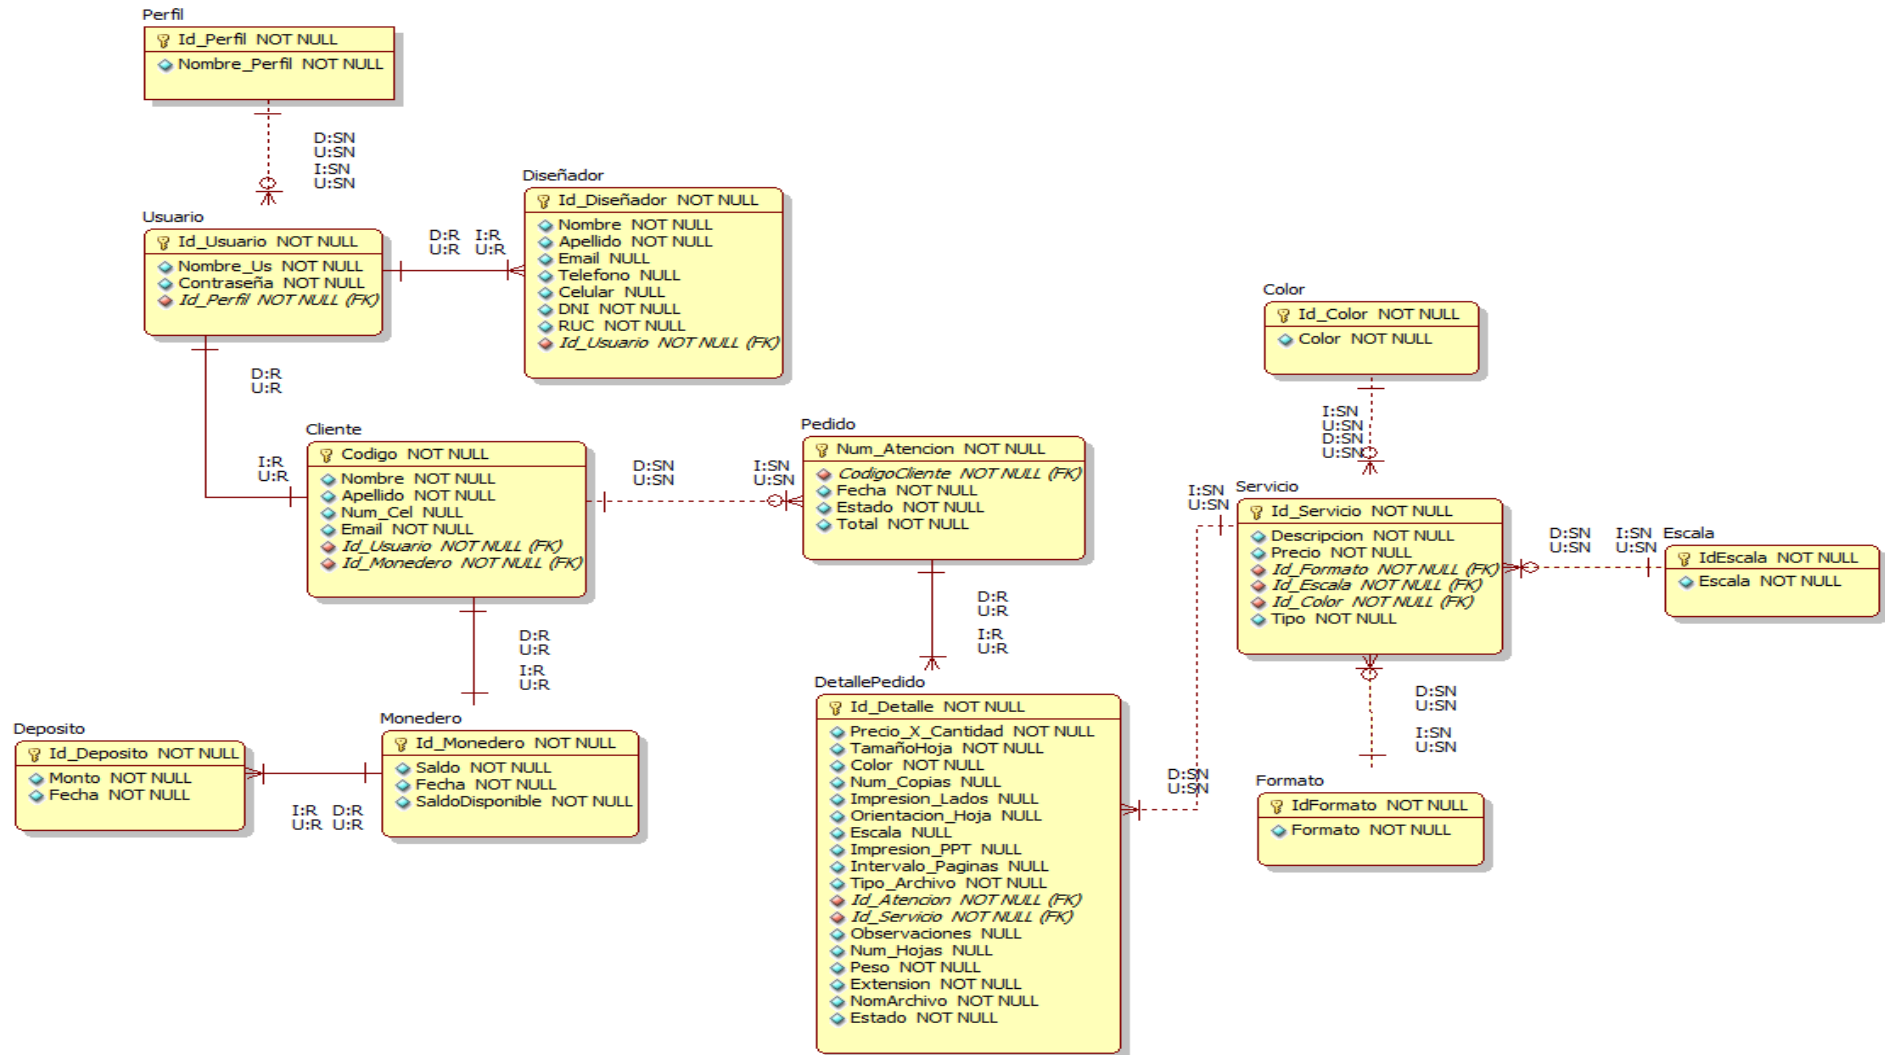 Perfil
Id_Perfil NOT NULL
Nombre_Perfil NOT NULL
D:SN
U:SN
I:SN
U:SN
Usuario
Id_Usuario NOT NULL
Nombre_Us NOT NULL
Contraseña NOT NULL
Id_Perfil NOT NULL (FK)
D:R I:R
U:R U:R
Diseñador
Id_Diseñador NOT NULL
Nombre NOT NULL
Apellido NOT NULL
Email NULL
Telefono NULL
Celular NULL
DNI NOT NULL
RUC NOT NULL
Id_Usuario NOT NULL (FK)
D:R
U:R
I:R
U:R
Cliente
Codigo NOT NULL
Nombre NOT NULL
Apellido NOT NULL
Num_Cel NULL
Email NOT NULL
Id_Usuario NOT NULL (FK)
Id_Monedero NOT NULL (FK)
D:SN I:SN
U:SN U:SN
Pedido
Num_Atencion NOT NULL
CodigoCliente NOT NULL (FK)
Fecha NOT NULL
Estado NOT NULL
Total NOT NULL
D:R
U:R
I:R
U:R
D:R
U:R
I:R
U:R
Deposito
Id_Deposito NOT NULL
Monto NOT NULL
Fecha NOT NULL
I:R D:R
U:R U:R
Monedero
Id_Monedero NOT NULL
Saldo NOT NULL
Fecha NOT NULL
SaldoDisponible NOT NULL
DetallePedido
Id_Detalle NOT NULL
Precio_X_Cantidad NOT NULL
TamañoHoja NOT NULL
Color NOT NULL
Num_Copias NULL
Impresion_Lados NULL
Orientacion_Hoja NULL
Escala NULL
Impresion_PPT NULL
Intervalo_Paginas NULL
Tipo_Archivo NOT NULL
Id_Atencion NOT NULL (FK)
Id_Servicio NOT NULL (FK)
Observaciones NULL
Num_Hojas NULL
Peso NOT NULL
Extension NOT NULL
NomArchivo NOT NULL
Estado NOT NULL
D:SN
U:SN
I:SN
U:SN
Color
Id_Color NOT NULL
Color NOT NULL
I:SN
U:SN
D:SN
U:SN
Servicio
Id_Servicio NOT NULL
Descripcion NOT NULL
Precio NOT NULL
Id_Formato NOT NULL (FK)
Id_Escala NOT NULL (FK)
Id_Color NOT NULL (FK)
Tipo NOT NULL
D:SN I:SN
U:SN U:SN
Escala
IdEscala NOT NULL
Escala NOT NULL
D:SN
U:SN
I:SN
U:SN
Formato
IdFormato NOT NULL
Formato NOT NULL